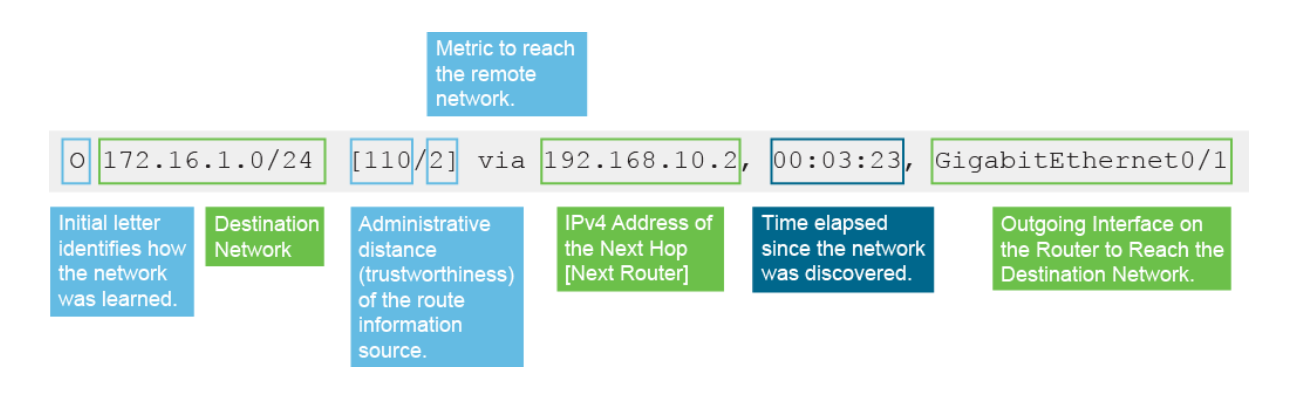 Metric to reach
the remote
network.
O 172.16.1.0/24 [110/2] via 192.168.10.2, 00:03:23, GigabitEthernet0/1
Initial letter
identifies how
the network
was learned.
Destination
Network
Administrative
distance
(trustworthiness)
of the route
information
source.
IPv4 Address of
the Next Hop
[Next Router]
Time elapsed
since the network
was discovered.
Outgoing Interface on
the Router to Reach the
Destination Network.